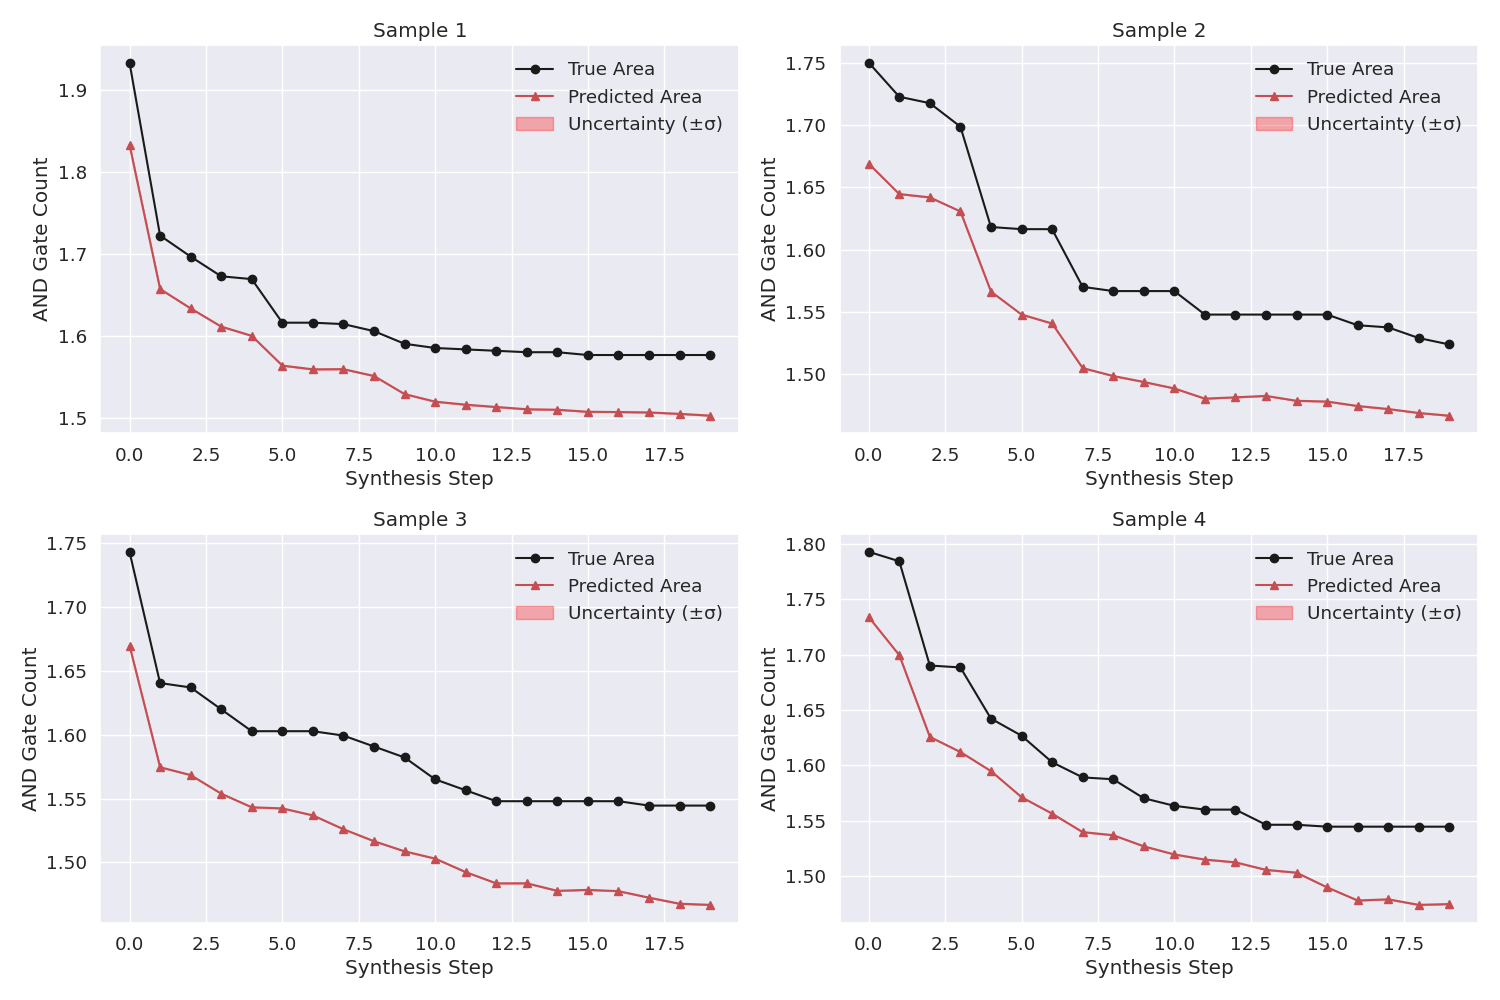 Sample 1
True Area
Predicted Area
Uncertainty (±σ)
AND Gate Count
1.9
1.8
1.7
1.6
1.5
0.0 2.5 5.0 7.5 10.0 12.5 15.0 17.5
Synthesis Step
Sample 2
True Area
Predicted Area
Uncertainty (±σ)
AND Gate Count
1.75
1.70
1.65
1.60
1.55
1.50
0.0 2.5 5.0 7.5 10.0 12.5 15.0 17.5
Synthesis Step
Sample 3
True Area
Predicted Area
Uncertainty (±σ)
AND Gate Count
1.75
1.70
1.65
1.60
1.55
1.50
0.0 2.5 5.0 7.5 10.0 12.5 15.0 17.5
Synthesis Step
Sample 4
True Area
Predicted Area
Uncertainty (±σ)
AND Gate Count
1.80
1.75
1.70
1.65
1.60
1.55
1.50
0.0 2.5 5.0 7.5 10.0 12.5 15.0 17.5
Synthesis Step